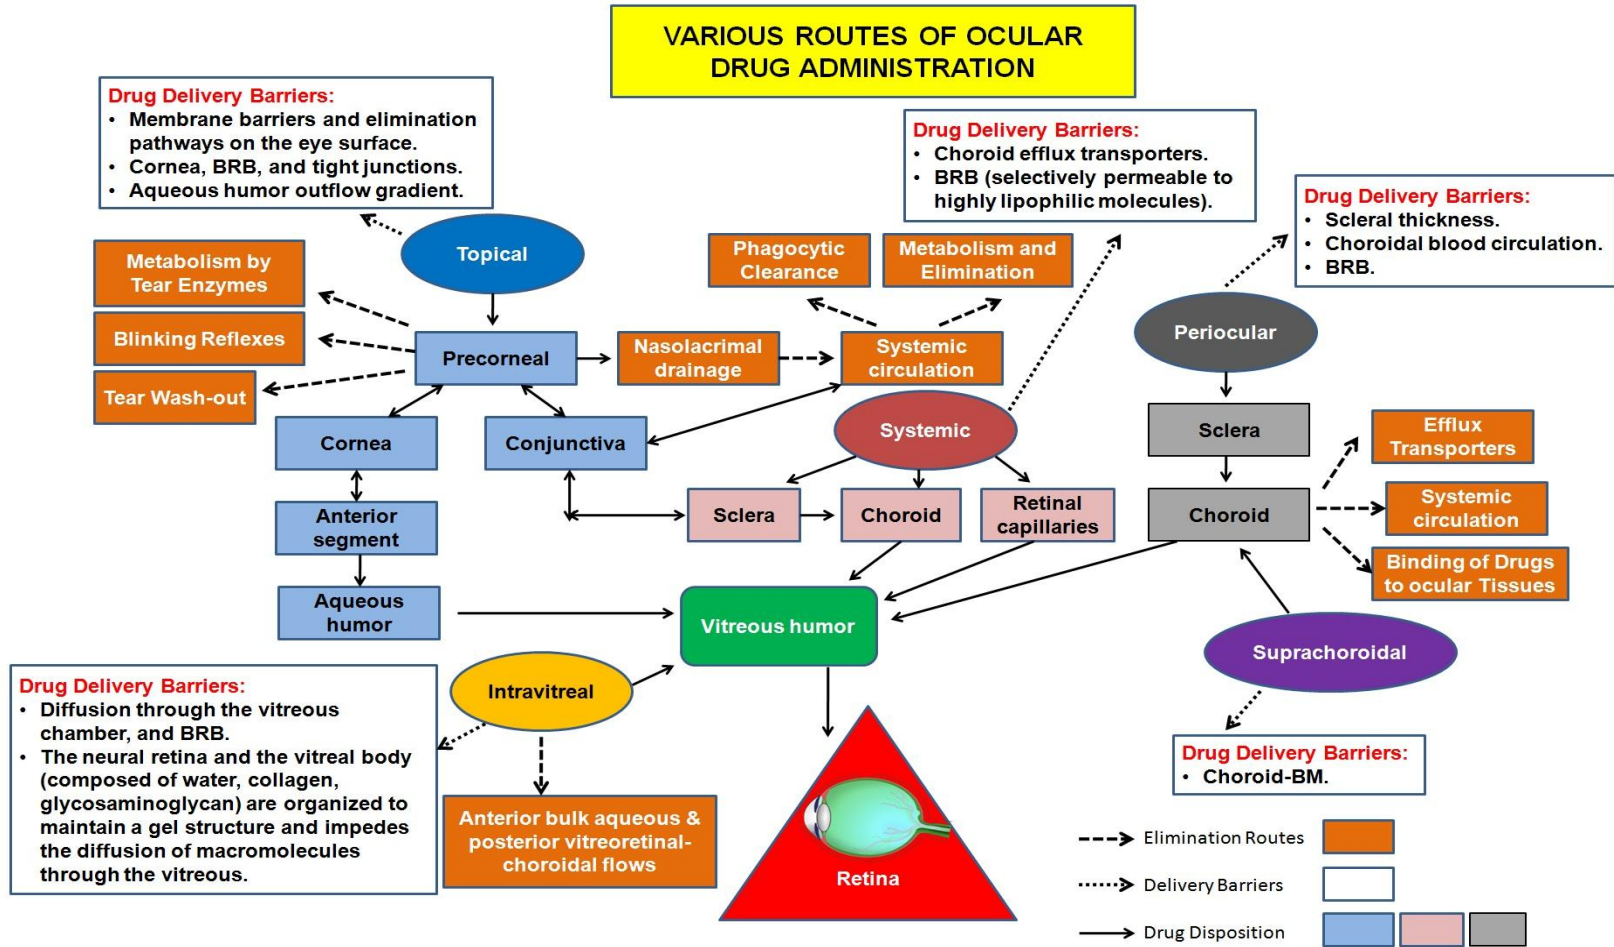 VARIOUS ROUTES OF OCULAR
DRUG ADMINISTRATION
Drug Delivery Barriers:
• Membrane barriers and elimination
pathways on the eye surface.
• Cornea, BRB, and tight junctions.
• Aqueous humor outflow gradient.
Drug Delivery Barriers:
• Choroid efflux transporters.
• BRB (selectively permeable to
highly lipophilic molecules).
Drug Delivery Barriers:
• Scleral thickness.
• Choroidal blood circulation.
• BRB.
Topical
Metabolism by
Tear Enzymes
Blinking Reflexes
Tear Wash-out
Precorneal
Nasolacrimal
drainage
Phagocytic
Clearance
Metabolism and
Elimination
Systemic
circulation
Periocular
Cornea
Conjunctiva
Systemic
Sclera
Efflux
Transporters
Anterior
segment
Sclera
Choroid
Retinal
capillaries
Choroid
Systemic
circulation
Binding of Drugs
to ocular Tissues
Aqueous
humor
Vitreous humor
Suprachoroidal
Intravitreal
Drug Delivery Barriers:
• Diffusion through the vitreous
chamber, and BRB.
• The neural retina and the vitreal body
(composed of water, collagen,
glycosaminoglycan) are organized to
maintain a gel structure and impedes
the diffusion of macromolecules
through the vitreous.
Anterior bulk aqueous &
posterior vitreoretinal-
choroidal flows
Retina
Drug Delivery Barriers:
• Choroid-BM.
Elimination Routes
Delivery Barriers
Drug Disposition